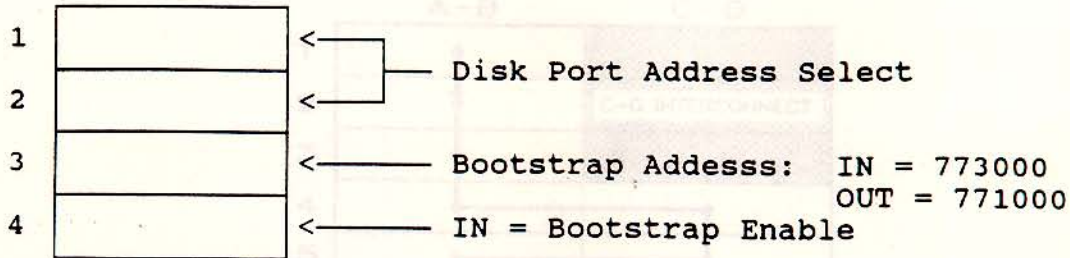 1
Disk Port Address Select
2
3 Bootstrap Addesss: IN = 773000
OUT = 771000
4 IN = Bootstrap Enable